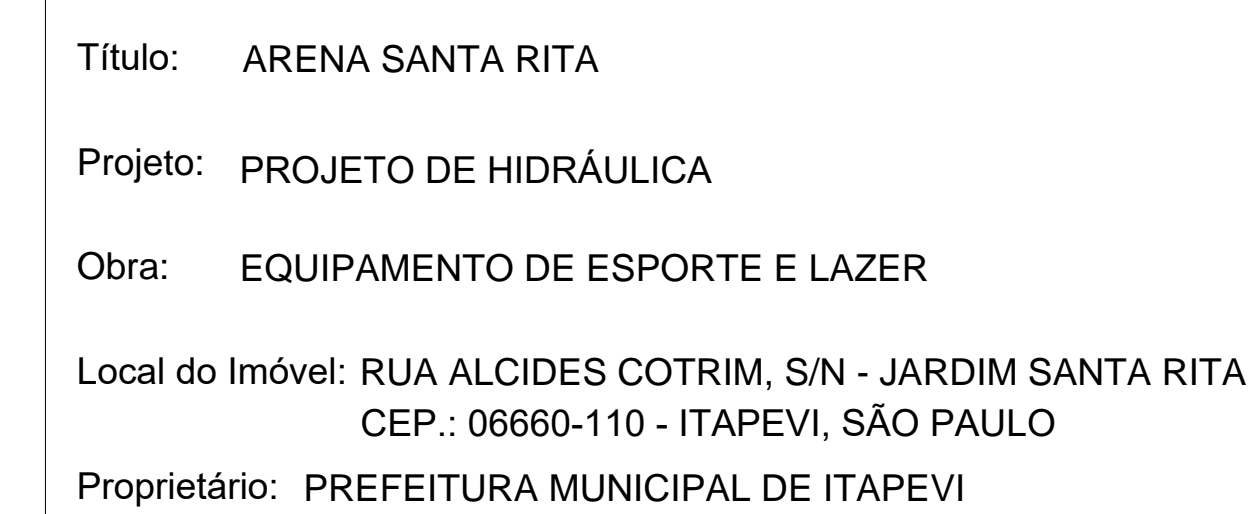 Título: ARENA SANTA RITA
Projeto: PROJETO DE HIDRÁULICA
Obra: EQUIPAMENTO DE ESPORTE E LAZER
Local do Imóvel: RUA ALCIDES COTRIM, S/N - JARDIM SANTA RITA
CEP.: 06660-110 - ITAPEVI, SÃO PAULO
Proprietário: PREFEITURA MUNICIPAL DE ITAPEVI